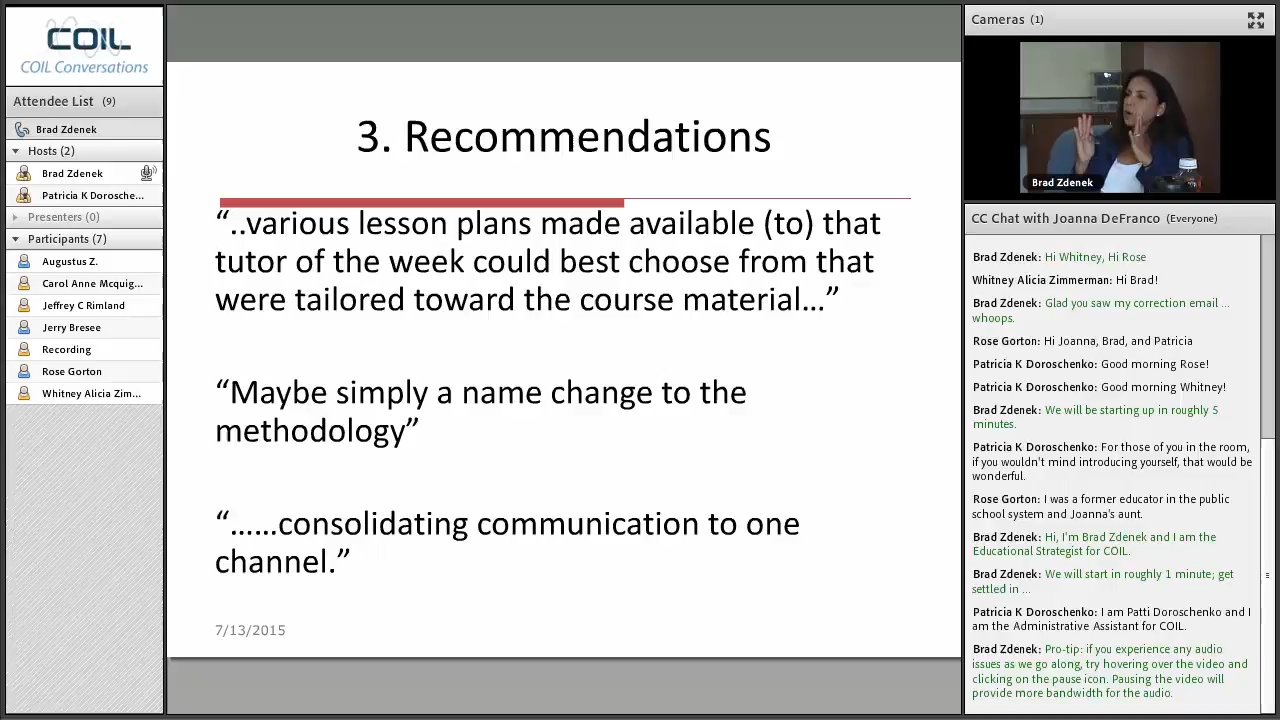 COIL
COIL Conversations
Attendee List (9)
Brad Zdenek
Hosts (2)
Brad Zdenek
Patricia K Dorosche...
Presenters (0)
Participants (7)
Augustus Z.
Carol Anne Mcquig...
Jeffrey C Rimland
Jerry Bresee
Recording
Rose Gorton
Whitney Alicia Zim...
3. Recommendations
“..various lesson plans made available (to) that
tutor of the week could best choose from that
were tailored toward the course material…”
“Maybe simply a name change to the
methodology”
“……consolidating communication to one
channel.”
7/13/2015
Cameras (1)
Brad Zdenek
CC Chat with Joanna DeFranco (Everyone)
Brad Zdenek: Hi Whitney, Hi Rose
Whitney Alicia Zimmerman: Hi Brad!
Brad Zdenek: Glad you saw my correction email ...
whoops.
Rose Gorton: Hi Joanna, Brad, and Patricia
Patricia K Doroschenko: Good morning Rose!
Patricia K Doroschenko: Good morning Whitney!
Brad Zdenek: We will be starting up in roughly 5
minutes.
Patricia K Doroschenko: For those of you in the room,
if you wouldn't mind introducing yourself, that would be
wonderful.
Rose Gorton: I was a former educator in the public
school system and Joanna's aunt.
Brad Zdenek: Hi, I'm Brad Zdenek and I am the
Educational Strategist for COIL.
Brad Zdenek: We will start in roughly 1 minute; get
settled in ...
Patricia K Doroschenko: I am Patti Doroschenko and I
am the Administrative Assistant for COIL.
Brad Zdenek: Pro-tip: if you experience any audio
issues as we go along, try hovering over the video and
clicking on the pause icon. Pausing the video will
provide more bandwidth for the audio.